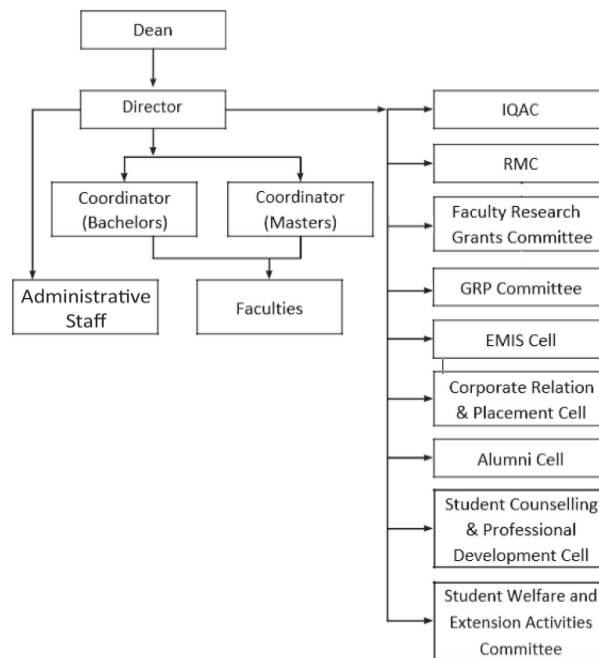 Dean
Director
Coordinator
(Bachelors)
Coordinator
(Masters)
Administrative
Staff
Faculties
IQAC
RMC
Faculty Research
Grants Committee
GRP Committee
EMIS Cell
Corporate Relation
& Placement Cell
Alumni Cell
Student Counselling
& Professional
Development Cell
Student Welfare and
Extension Activities
Committee